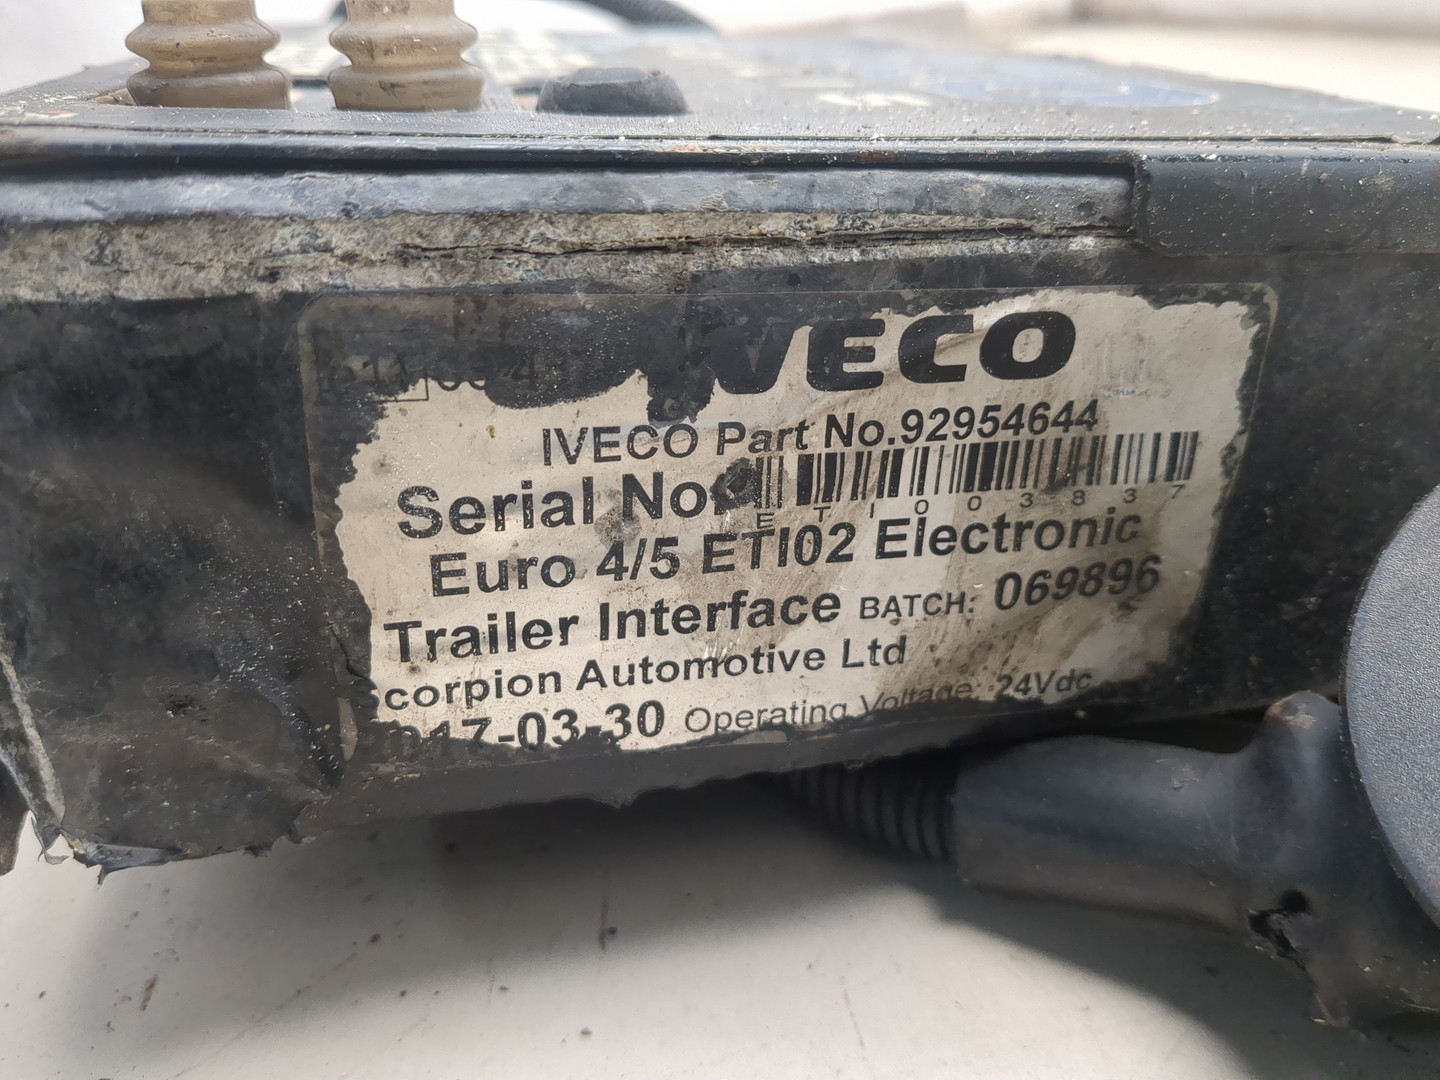 IVECO
IVECO Part No.92954644
Serial No.
ETI003837
Euro 4/5 ETI02 Electronic
Trailer Interface BATCH: 069896
corpion Automotive Ltd
2017-03-30 Operating Voltage: 24Vdc